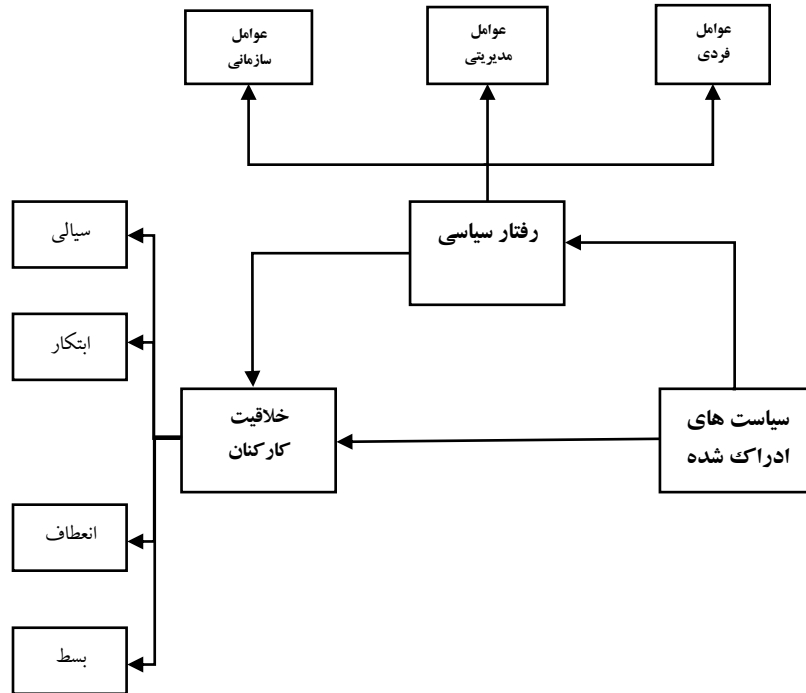 عوامل
فردی
عوامل
مدیریتی
عوامل
سازمانی
رفتار سیاسی
سیالی
ابتکار
سیاست های
ادراک شده
خلاقیت
کارکنان
انعطاف
بسط